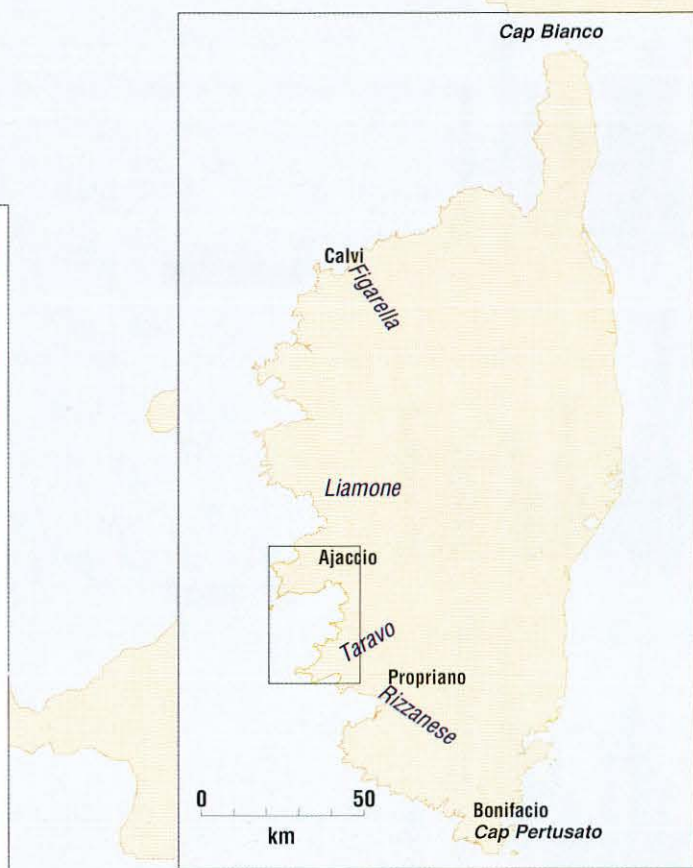 Cap Bianco
Calvi
Figarella
Liamone
Ajaccio
Taravo
Propriano
Rizzanese
0 50
km
Bonifacio
Cap Pertusato